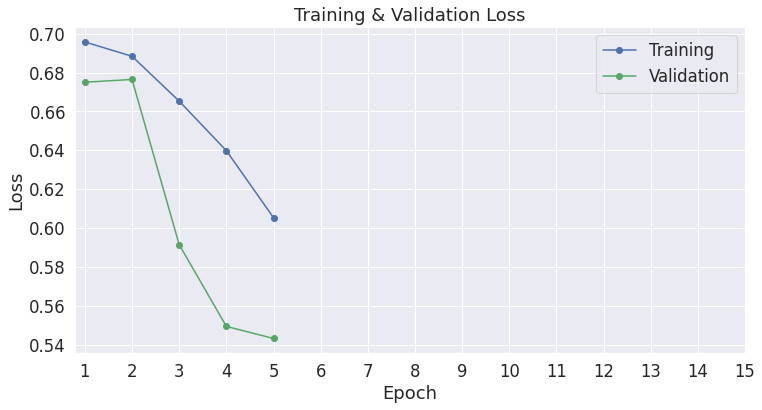 Training & Validation Loss
Training
Validation
Loss
0.70
0.68
0.66
0.64
0.62
0.60
0.58
0.56
0.54
1 2 3 4 5 6 7 8 9 10 11 12 13 14 15
Epoch